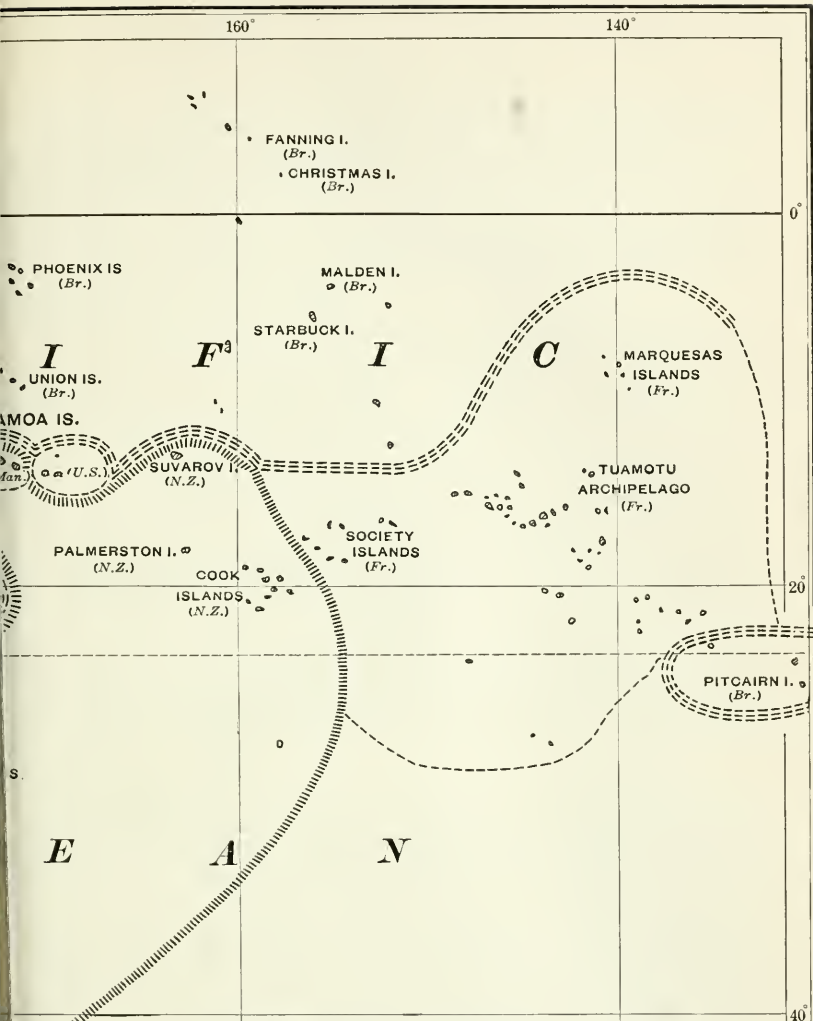 160°
140°
FANNING I.
(Br.)
CHRISTMAS I.
(Br.)
0°
PHOENIX IS
(Br.)
MALDEN I.
(Br.)
STARBUCK I.
(Br.)
I F I C
MARQUESAS
ISLANDS
(Fr.)
UNION IS.
(Br.)
AMOA IS.
Man.)
(U.S.)
SUVAROV I.
(N.Z.)
TUAMOTU
ARCHIPELAGO
(Fr.)
PALMERSTON I.
(N.Z.)
SOCIETY
ISLANDS
(Fr.)
COOK
ISLANDS
(N.Z.)
20°
PITCAIRN I.
(Br.)
S.
E A N
40°